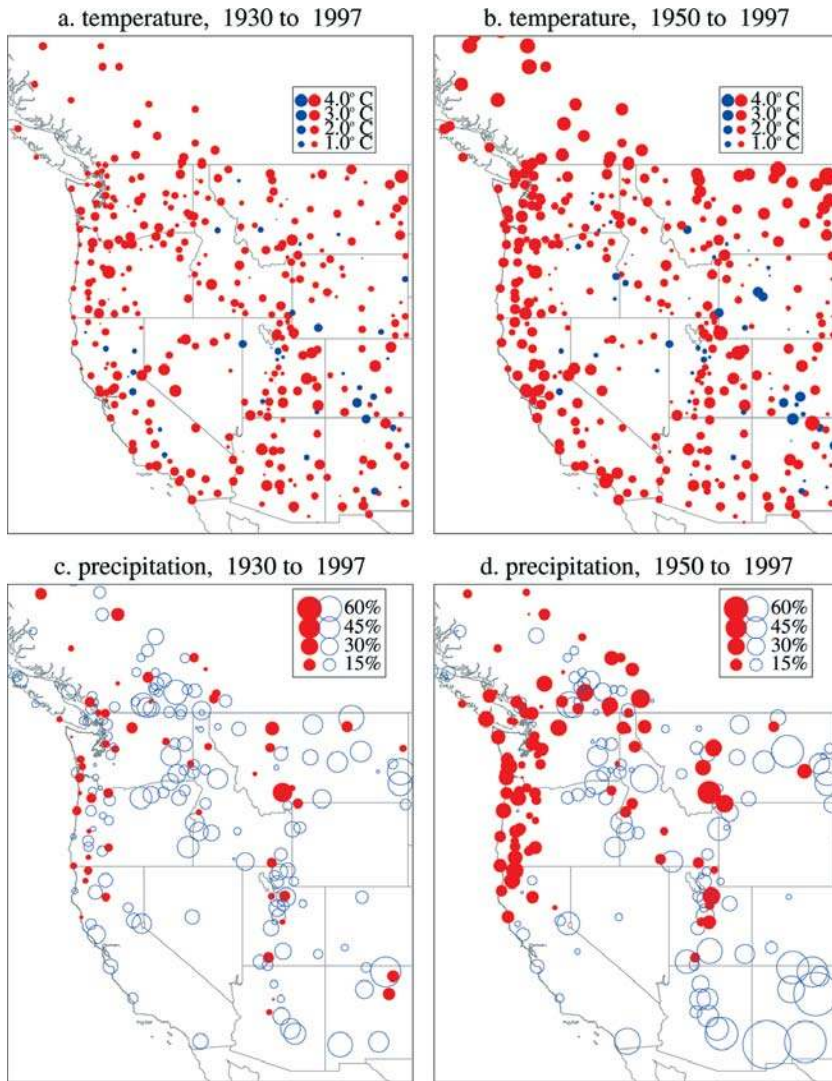 a. temperature, 1930 to 1997
4.0° C
3.0° C
2.0° C
1.0° C
b. temperature, 1950 to 1997
4.0° C
3.0° C
2.0° C
1.0° C
c. precipitation, 1930 to 1997
60%
45%
30%
15%
d. precipitation, 1950 to 1997
60%
45%
30%
15%